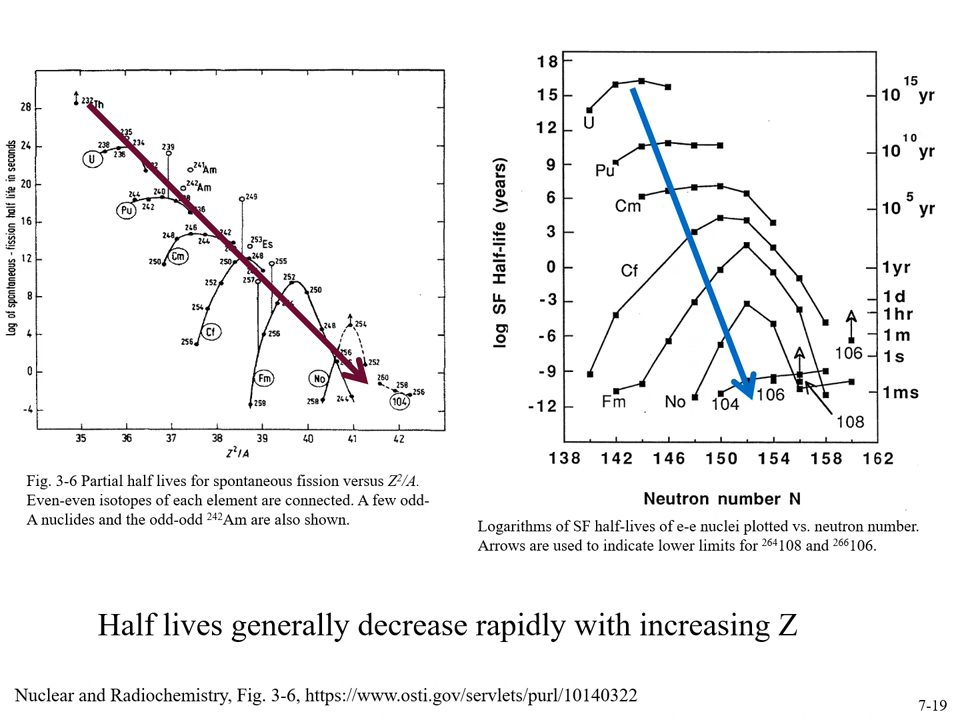 Log of spontaneous - fission half life in seconds
28
24
20
16
12
8
4
0
-4
35
36
37
38
39
40
41
42
Z²/A
232Th
235
238
236
234
U
239
241Am
242Am
244
242
240
Pu
249
248
246
244
242
250
Cm
253Es
248
250
255
257
252
254
256
Cf
252
250
256
248
254
256
252
Fm
258
No
258
244
260
258
256
104
Fig. 3-6 Partial half lives for spontaneous fission versus Z²/A.
Even-even isotopes of each element are connected. A few odd-
A nuclides and the odd-odd ²⁴²Am are also shown.
log SF Half-life (years)
18
15
12
9
6
3
0
-3
-6
-9
-12
138 142 146 150 154 158 162
Neutron number N
10¹⁵ yr
10¹⁰ yr
10⁵ yr
1yr
1d
1hr
1m
1s
1ms
U
Pu
Cm
Cf
Fm
No
104
106
106
108
Logarithms of SF half-lives of e-e nuclei plotted vs. neutron number.
Arrows are used to indicate lower limits for ²⁶⁴108 and ²⁶⁶106.
Half lives generally decrease rapidly with increasing Z
Nuclear and Radiochemistry, Fig. 3-6, https://www.osti.gov/servlets/purl/10140322
7-19